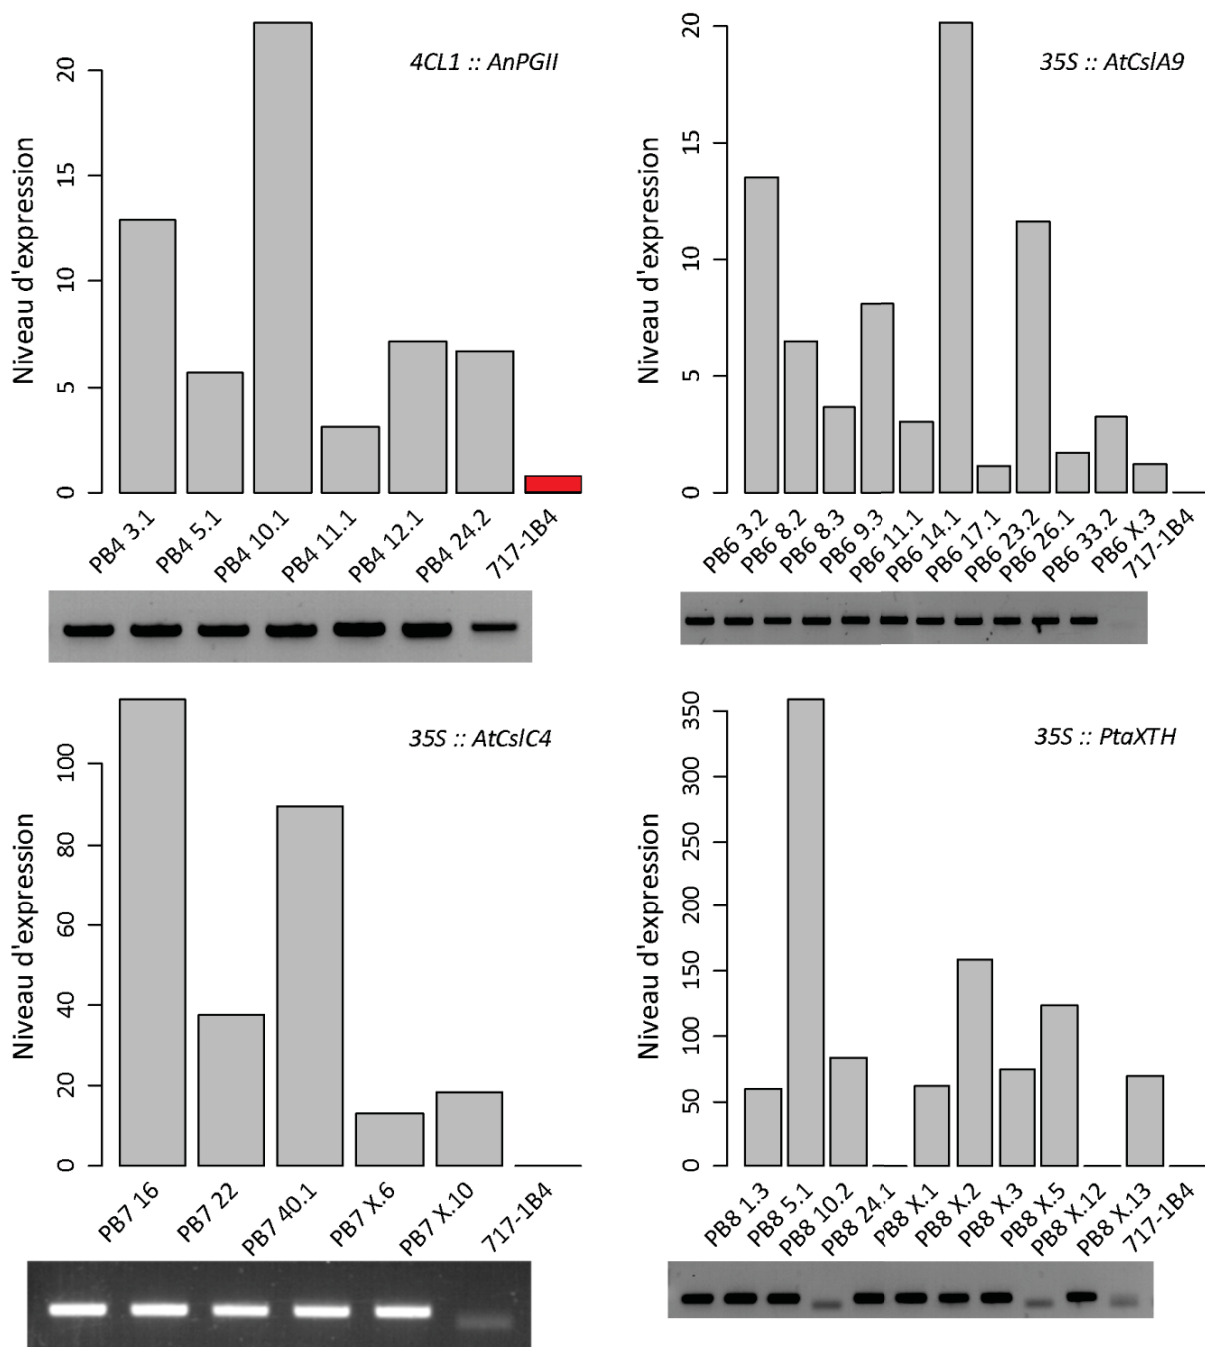 4CL1 :: AnPGII
Niveau d'expression
20
15
10
5
0
PB4 3.1
PB4 5.1
PB4 10.1
PB4 11.1
PB4 12.1
PB4 24.2
717-1B4
35S :: AtCslA9
Niveau d'expression
20
15
10
5
0
PB6 3.2
PB6 8.2
PB6 8.3
PB6 9.3
PB6 11.1
PB6 14.1
PB6 17.1
PB6 23.2
PB6 26.1
PB6 33.2
PB6 X.3
717-1B4
35S :: AtCslC4
Niveau d'expression
100
80
60
40
20
0
PB7 16
PB7 22
PB7 40.1
PB7 X.6
PB7 X.10
717-1B4
35S :: PtaXTH
Niveau d'expression
350
300
250
200
150
100
50
0
PB8 1.3
PB8 5.1
PB8 10.2
PB8 24.1
PB8 X.1
PB8 X.2
PB8 X.3
PB8 X.5
PB8 X.12
PB8 X.13
717-1B4